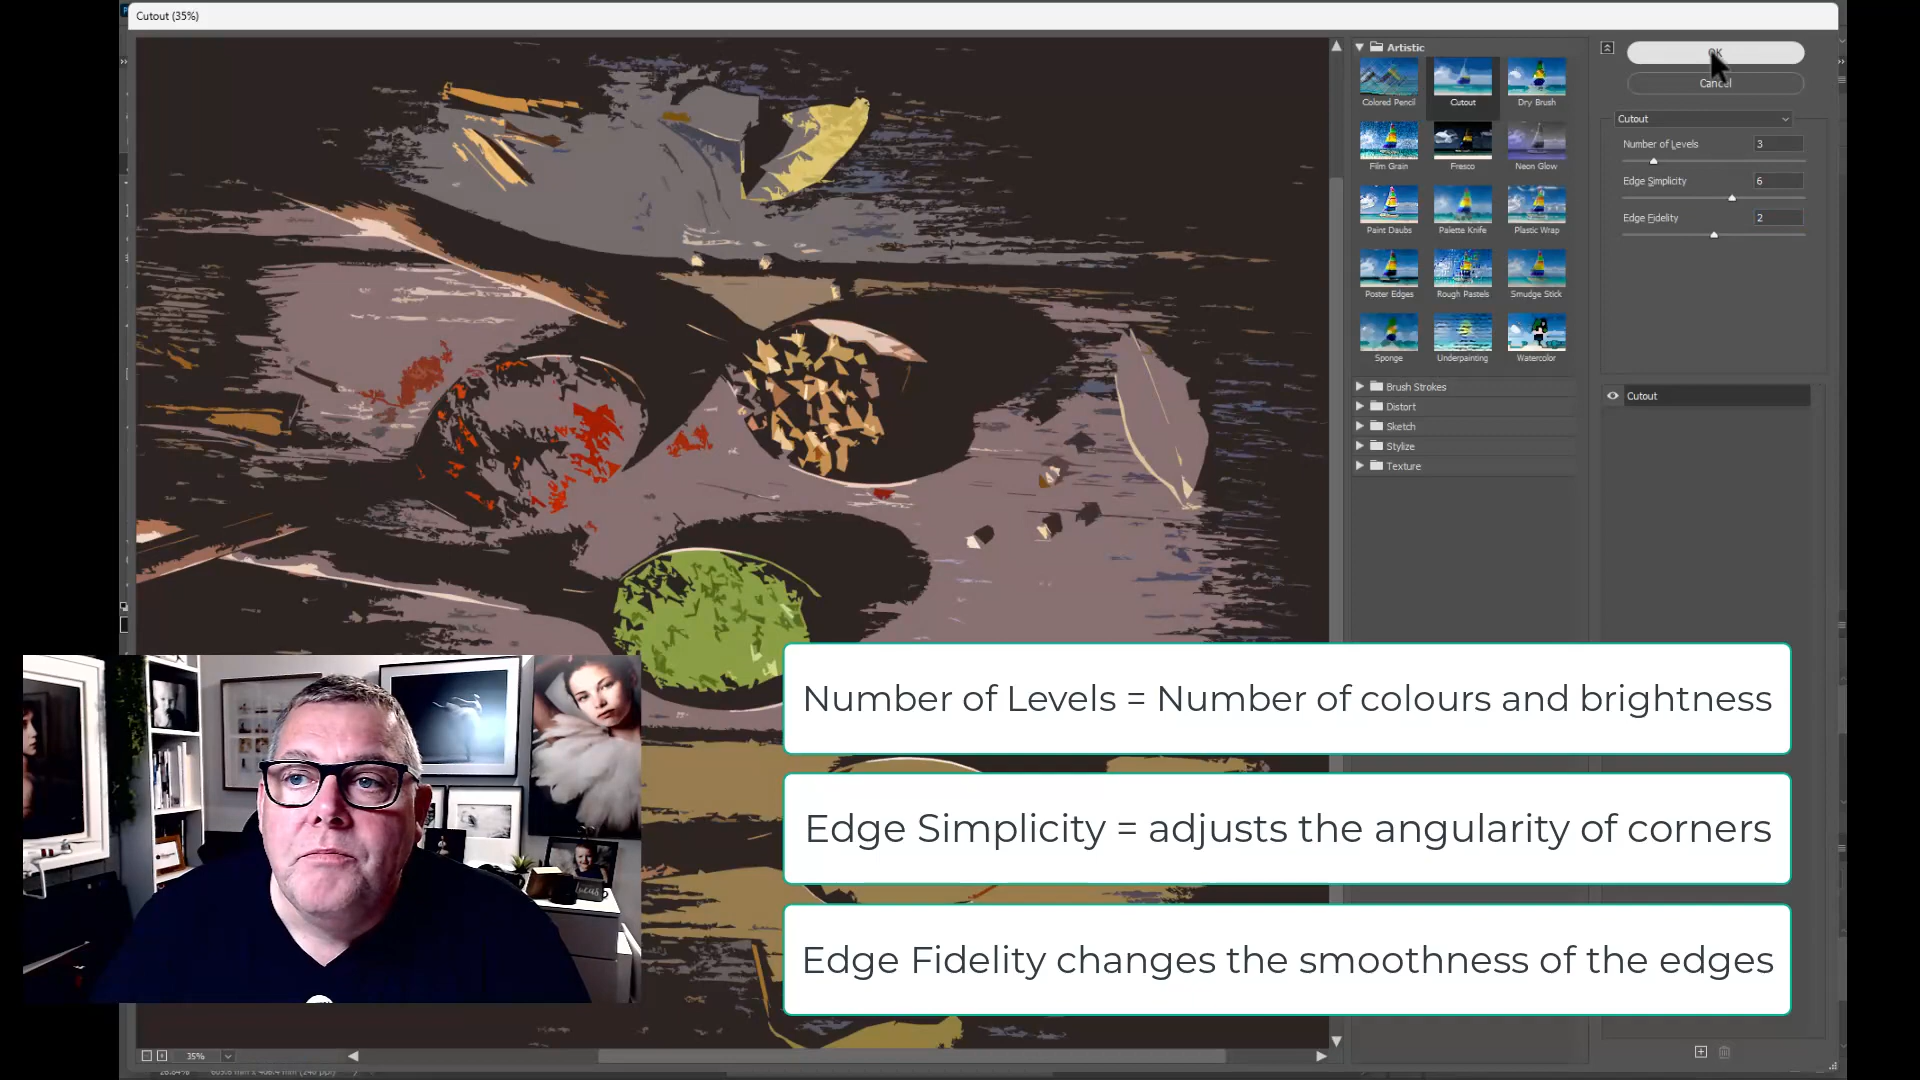 Cutout (35%)
Artistic
OK
Cancel
Colored Pencil
Cutout
Dry Brush
Cutout
Number of Levels
3
Film Grain
Fresco
Neon Glow
Edge Simplicity
6
Edge Fidelity
2
Paint Daubs
Palette Knife
Plastic Wrap
Poster Edges
Rough Pastels
Smudge Stick
Sponge
Underpainting
Watercolor
Brush Strokes
Cutout
Distort
Sketch
Stylize
Texture
Number of Levels = Number of colours and brightness
Edge Simplicity = adjusts the angularity of corners
Edge Fidelity changes the smoothness of the edges
35%